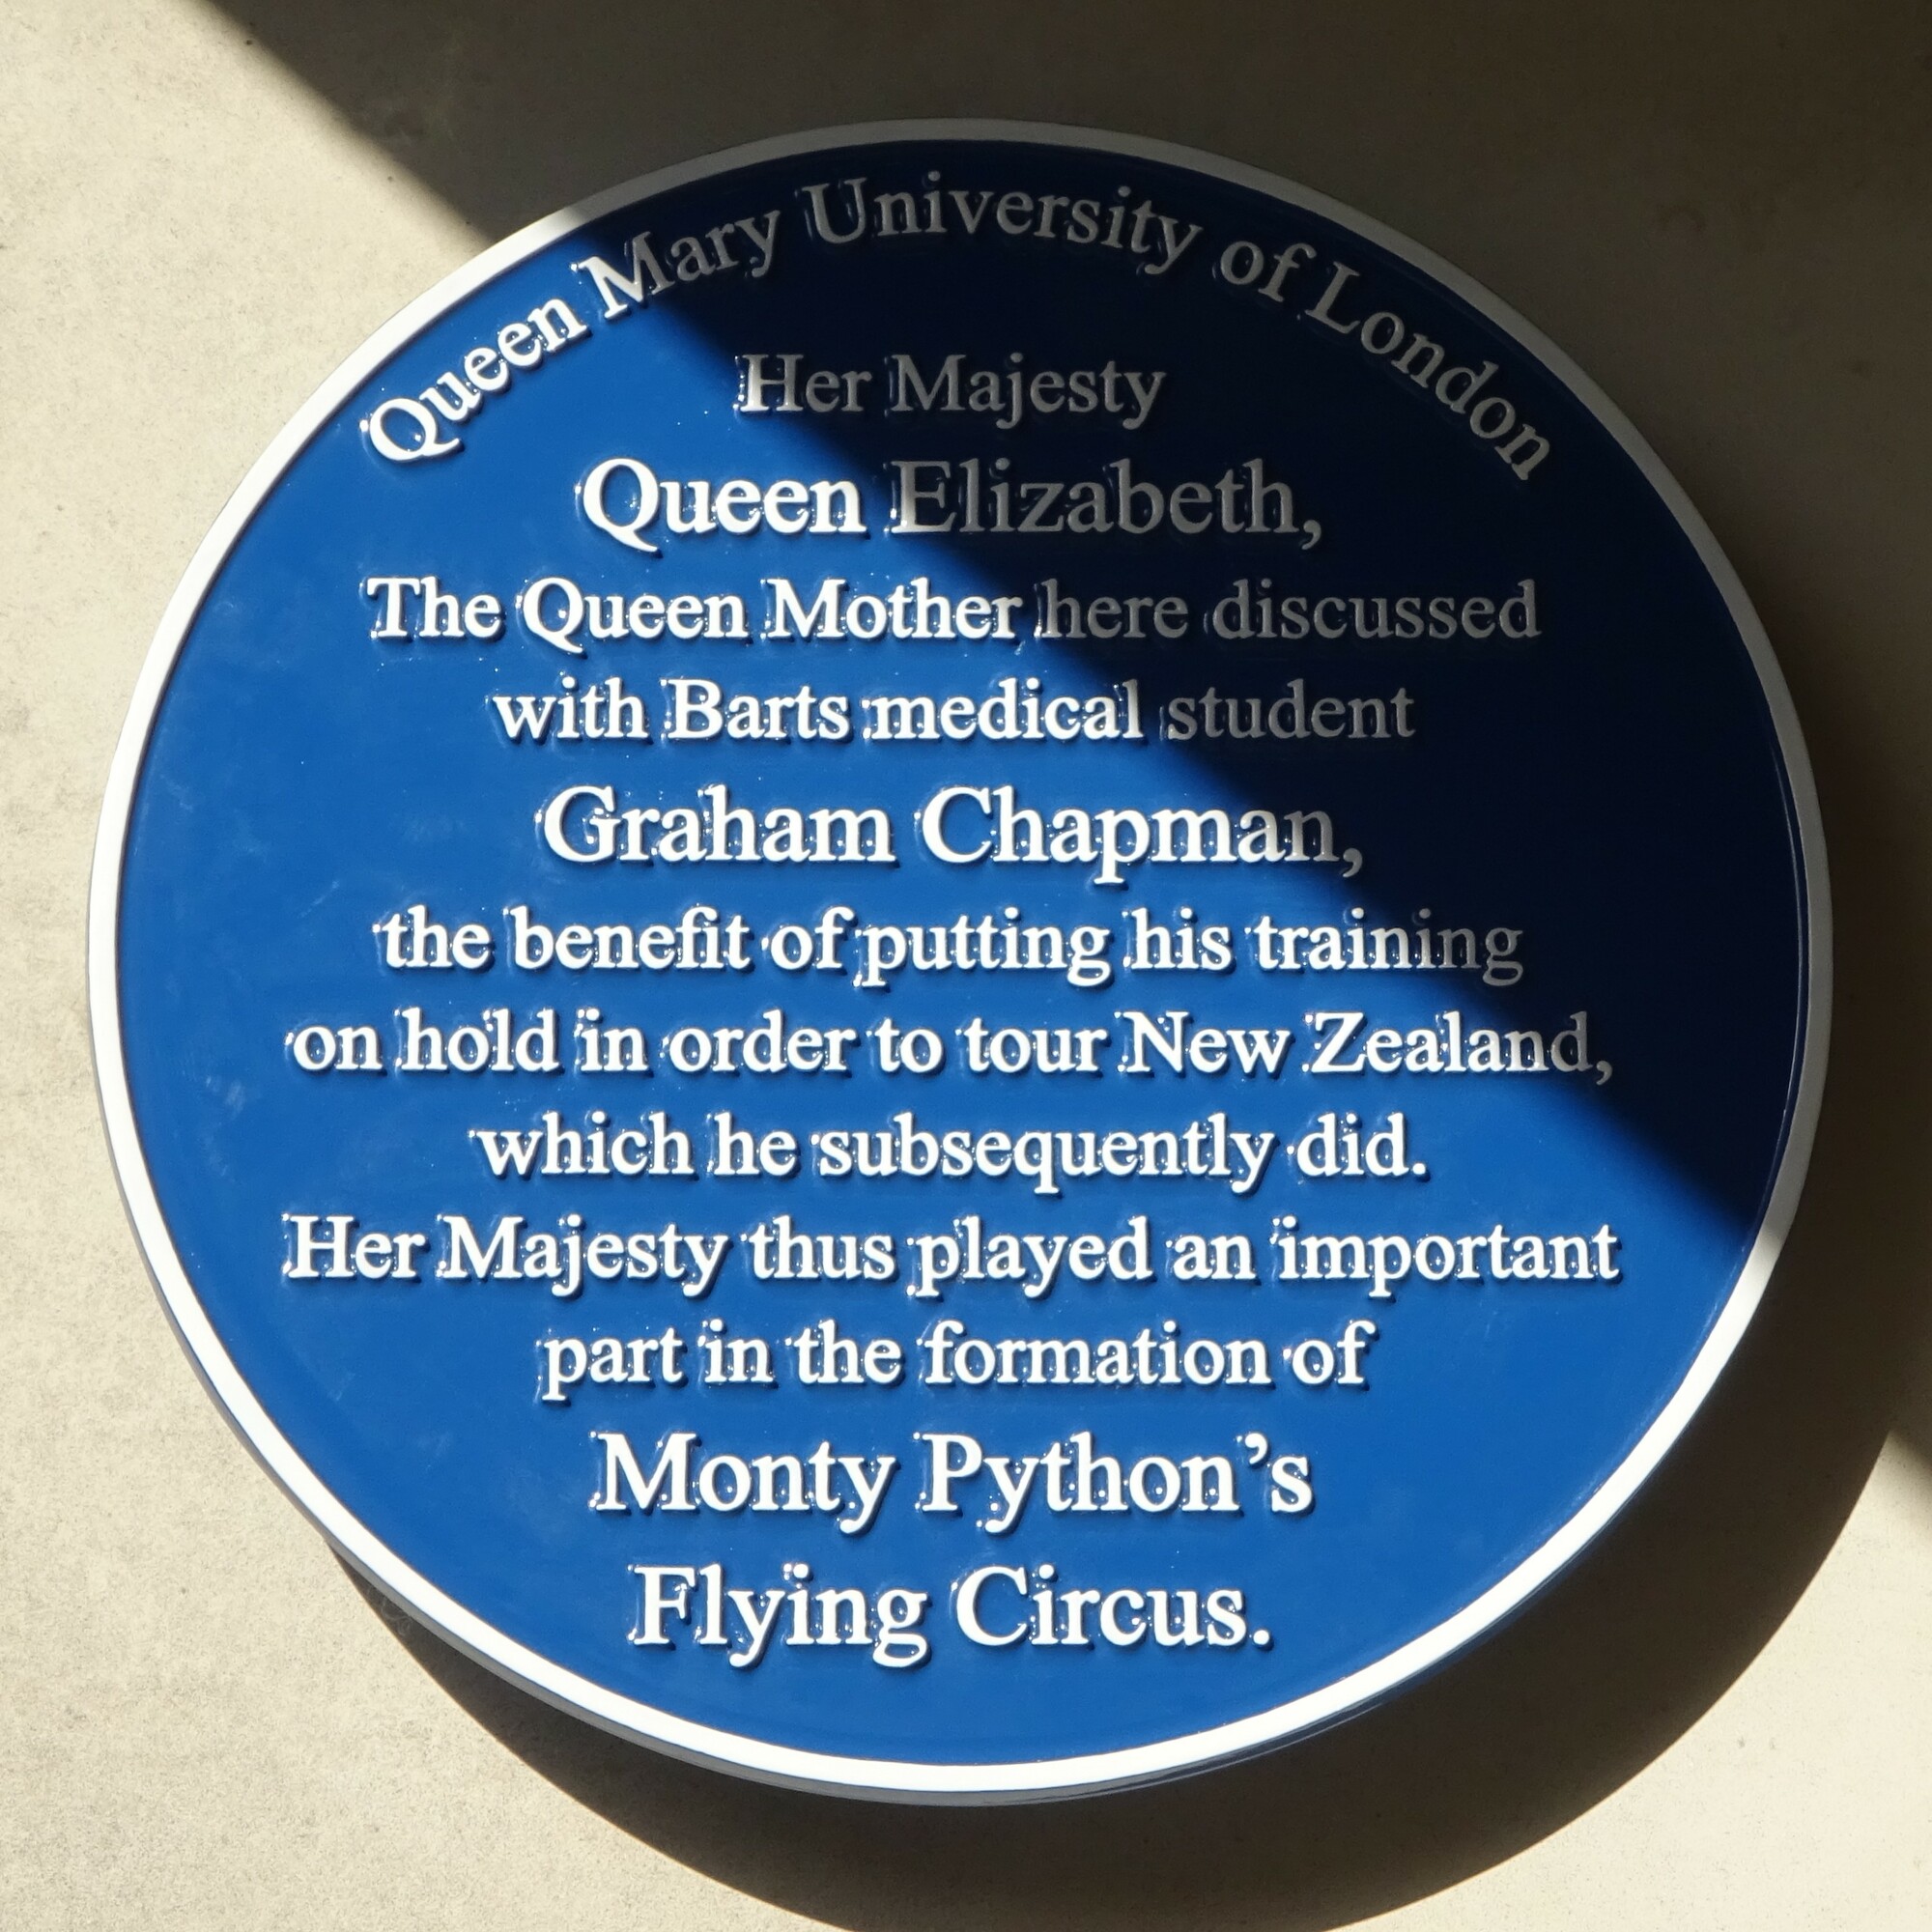 Queen Mary University of London
Her Majesty
Queen Elizabeth,
The Queen Mother here discussed
with Barts medical student
Graham Chapman,
the benefit of putting his training
on hold in order to tour New Zealand,
which he subsequently did.
Her Majesty thus played an important
part in the formation of
Monty Python’s
Flying Circus.